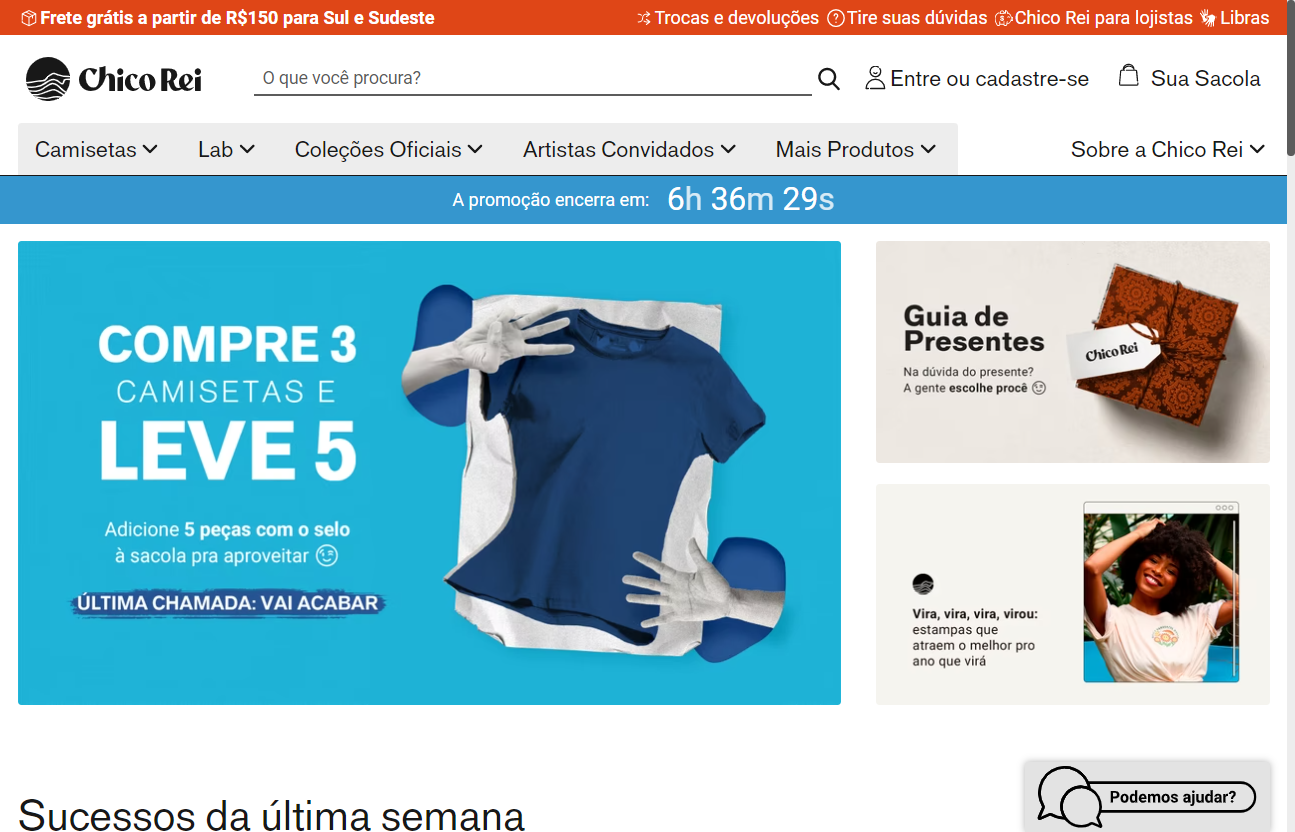 Frete grátis a partir de R$150 para Sul e Sudeste
Trocas e devoluções
Tire suas dúvidas
Chico Rei para lojistas
Libras
Chico Rei
O que você procura?
Entre ou cadastre-se
Sua Sacola
Camisetas
Lab
Coleções Oficiais
Artistas Convidados
Mais Produtos
Sobre a Chico Rei
A promoção encerra em: 6h 36m 29s
COMPRE 3
CAMISETAS E
LEVE 5
Adicione 5 peças com o selo
à sacola pra aproveitar
ÚLTIMA CHAMADA: VAI ACABAR
Guia de
Presentes
Na dúvida do presente?
A gente escolhe procê
Chico Rei
Vira, vira, vira, virou:
estampas que
atraem o melhor pro
ano que virá
Sucessos da última semana
Podemos ajudar?